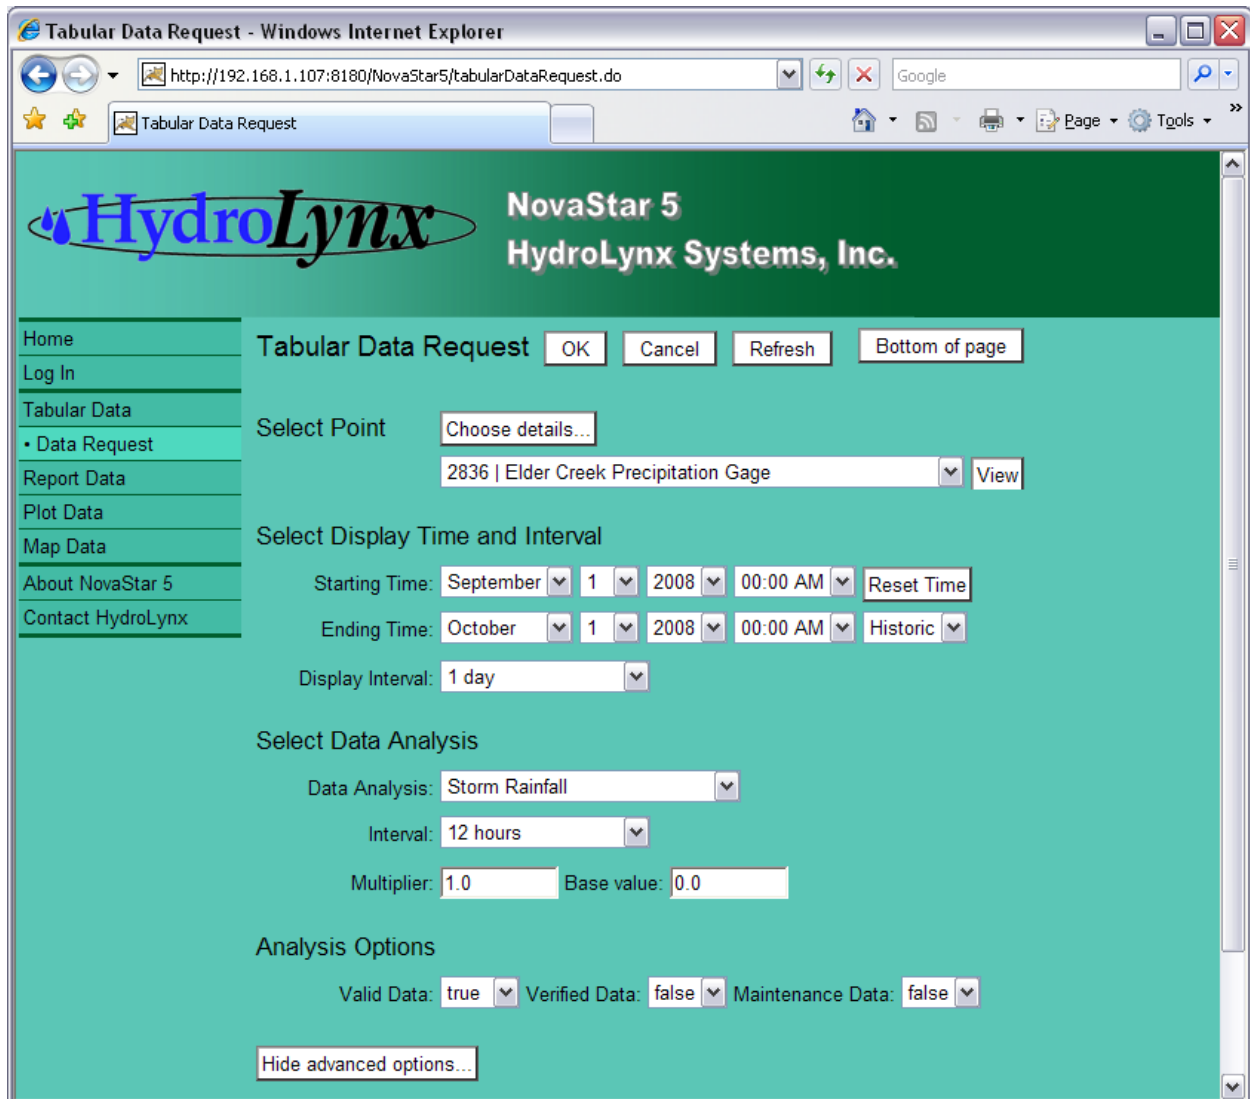 Tabular Data Request - Windows Internet Explorer
http://192.168.1.107:8180/NovaStar5/tabularDataRequest.do
Google
Tabular Data Request
Page
Tools
»
HydroLynx
NovaStar 5
HydroLynx Systems, Inc.
Home
Log In
Tabular Data
• Data Request
Report Data
Plot Data
Map Data
About NovaStar 5
Contact HydroLynx
Tabular Data Request OK Cancel Refresh Bottom of page
Select Point Choose details...
2836 | Elder Creek Precipitation Gage View
Select Display Time and Interval
Starting Time: September 1 2008 00:00 AM Reset Time
Ending Time: October 1 2008 00:00 AM Historic
Display Interval: 1 day
Select Data Analysis
Data Analysis: Storm Rainfall
Interval: 12 hours
Multiplier: 1.0 Base value: 0.0
Analysis Options
Valid Data: true Verified Data: false Maintenance Data: false
Hide advanced options...